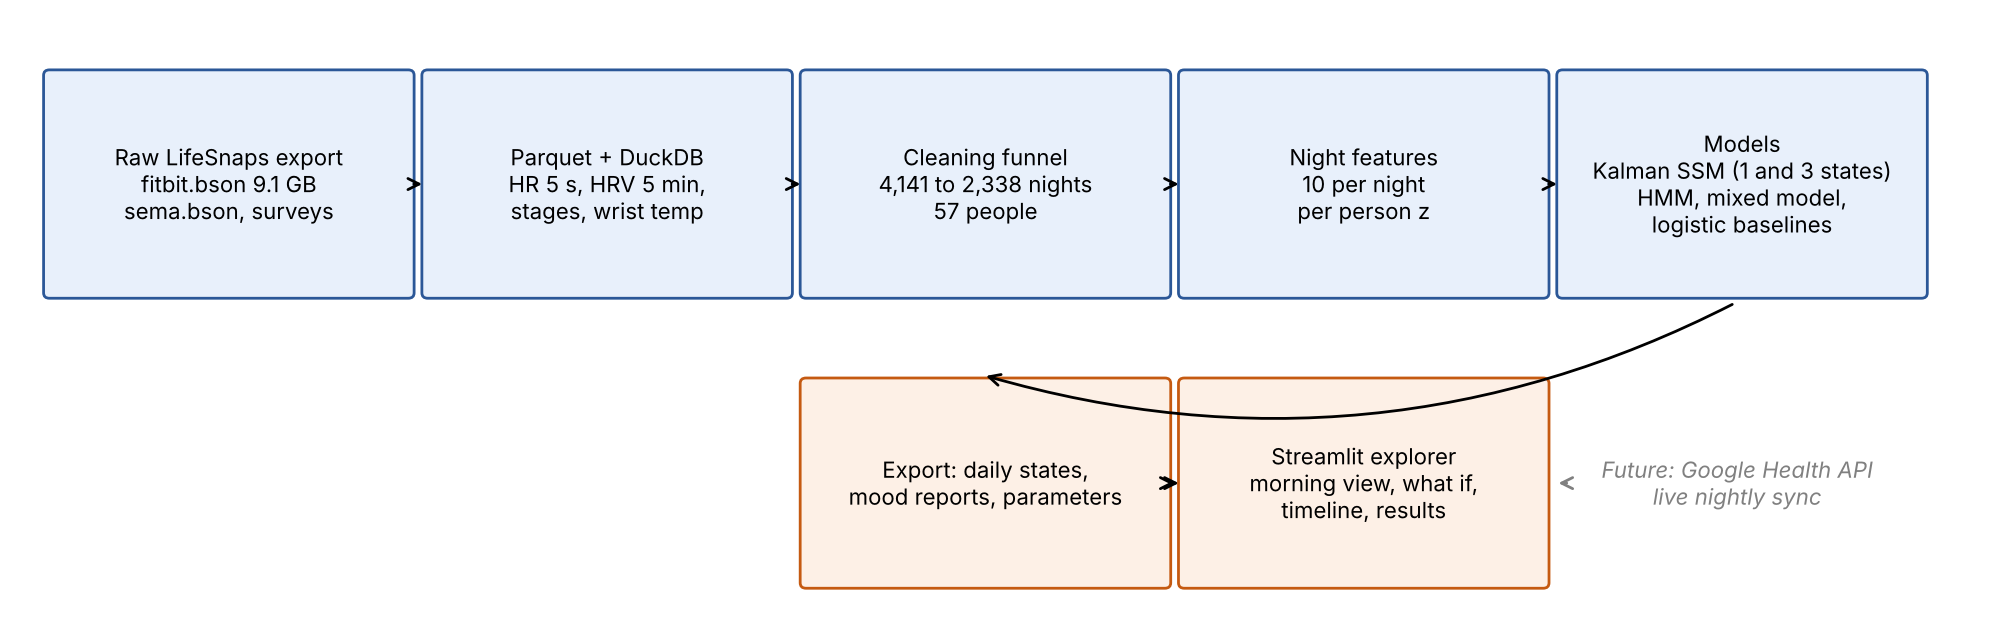 Raw LifeSnaps export
fitbit.bson 9.1 GB
sema.bson, surveys
Parquet + DuckDB
HR 5 s, HRV 5 min,
stages, wrist temp
Cleaning funnel
4,141 to 2,338 nights
57 people
Night features
10 per night
per person z
Models
Kalman SSM (1 and 3 states)
HMM, mixed model,
logistic baselines
Export: daily states,
mood reports, parameters
Streamlit explorer
morning view, what if,
timeline, results
Future: Google Health API
live nightly sync